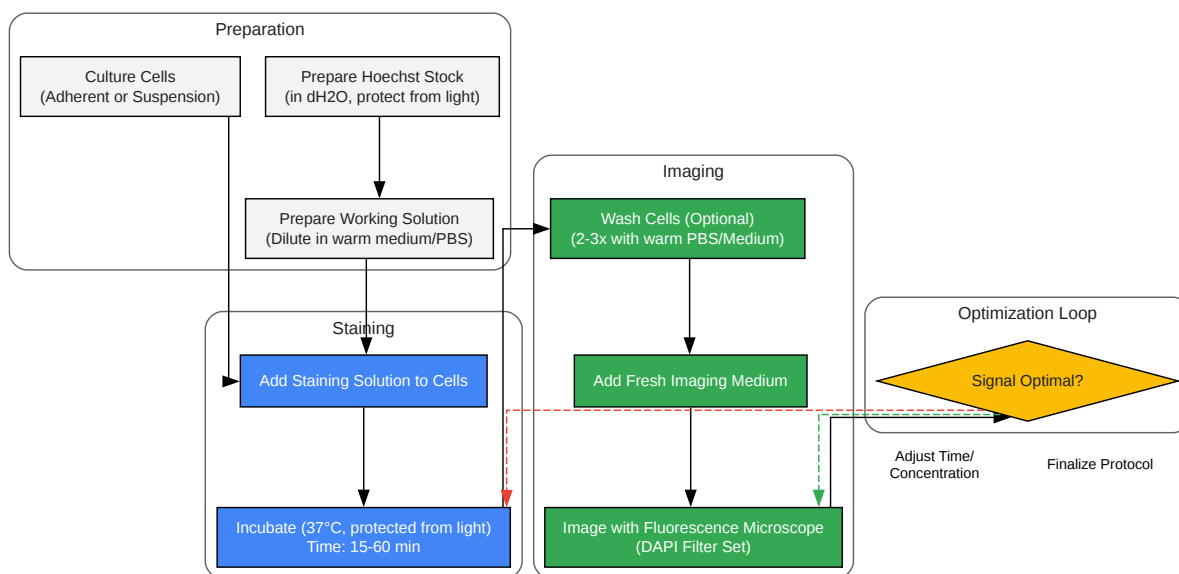 Preparation
Culture Cells
(Adherent or Suspension)
Prepare Hoechst Stock
(in dH2O, protect from light)
Prepare Working Solution
(Dilute in warm medium/PBS)
Staining
Add Staining Solution to Cells
Incubate (37°C, protected from light)
Time: 15-60 min
Imaging
Wash Cells (Optional)
(2-3x with warm PBS/Medium)
Add Fresh Imaging Medium
Image with Fluorescence Microscope
(DAPI Filter Set)
Optimization Loop
Signal Optimal?
Adjust Time/
Concentration
Finalize Protocol